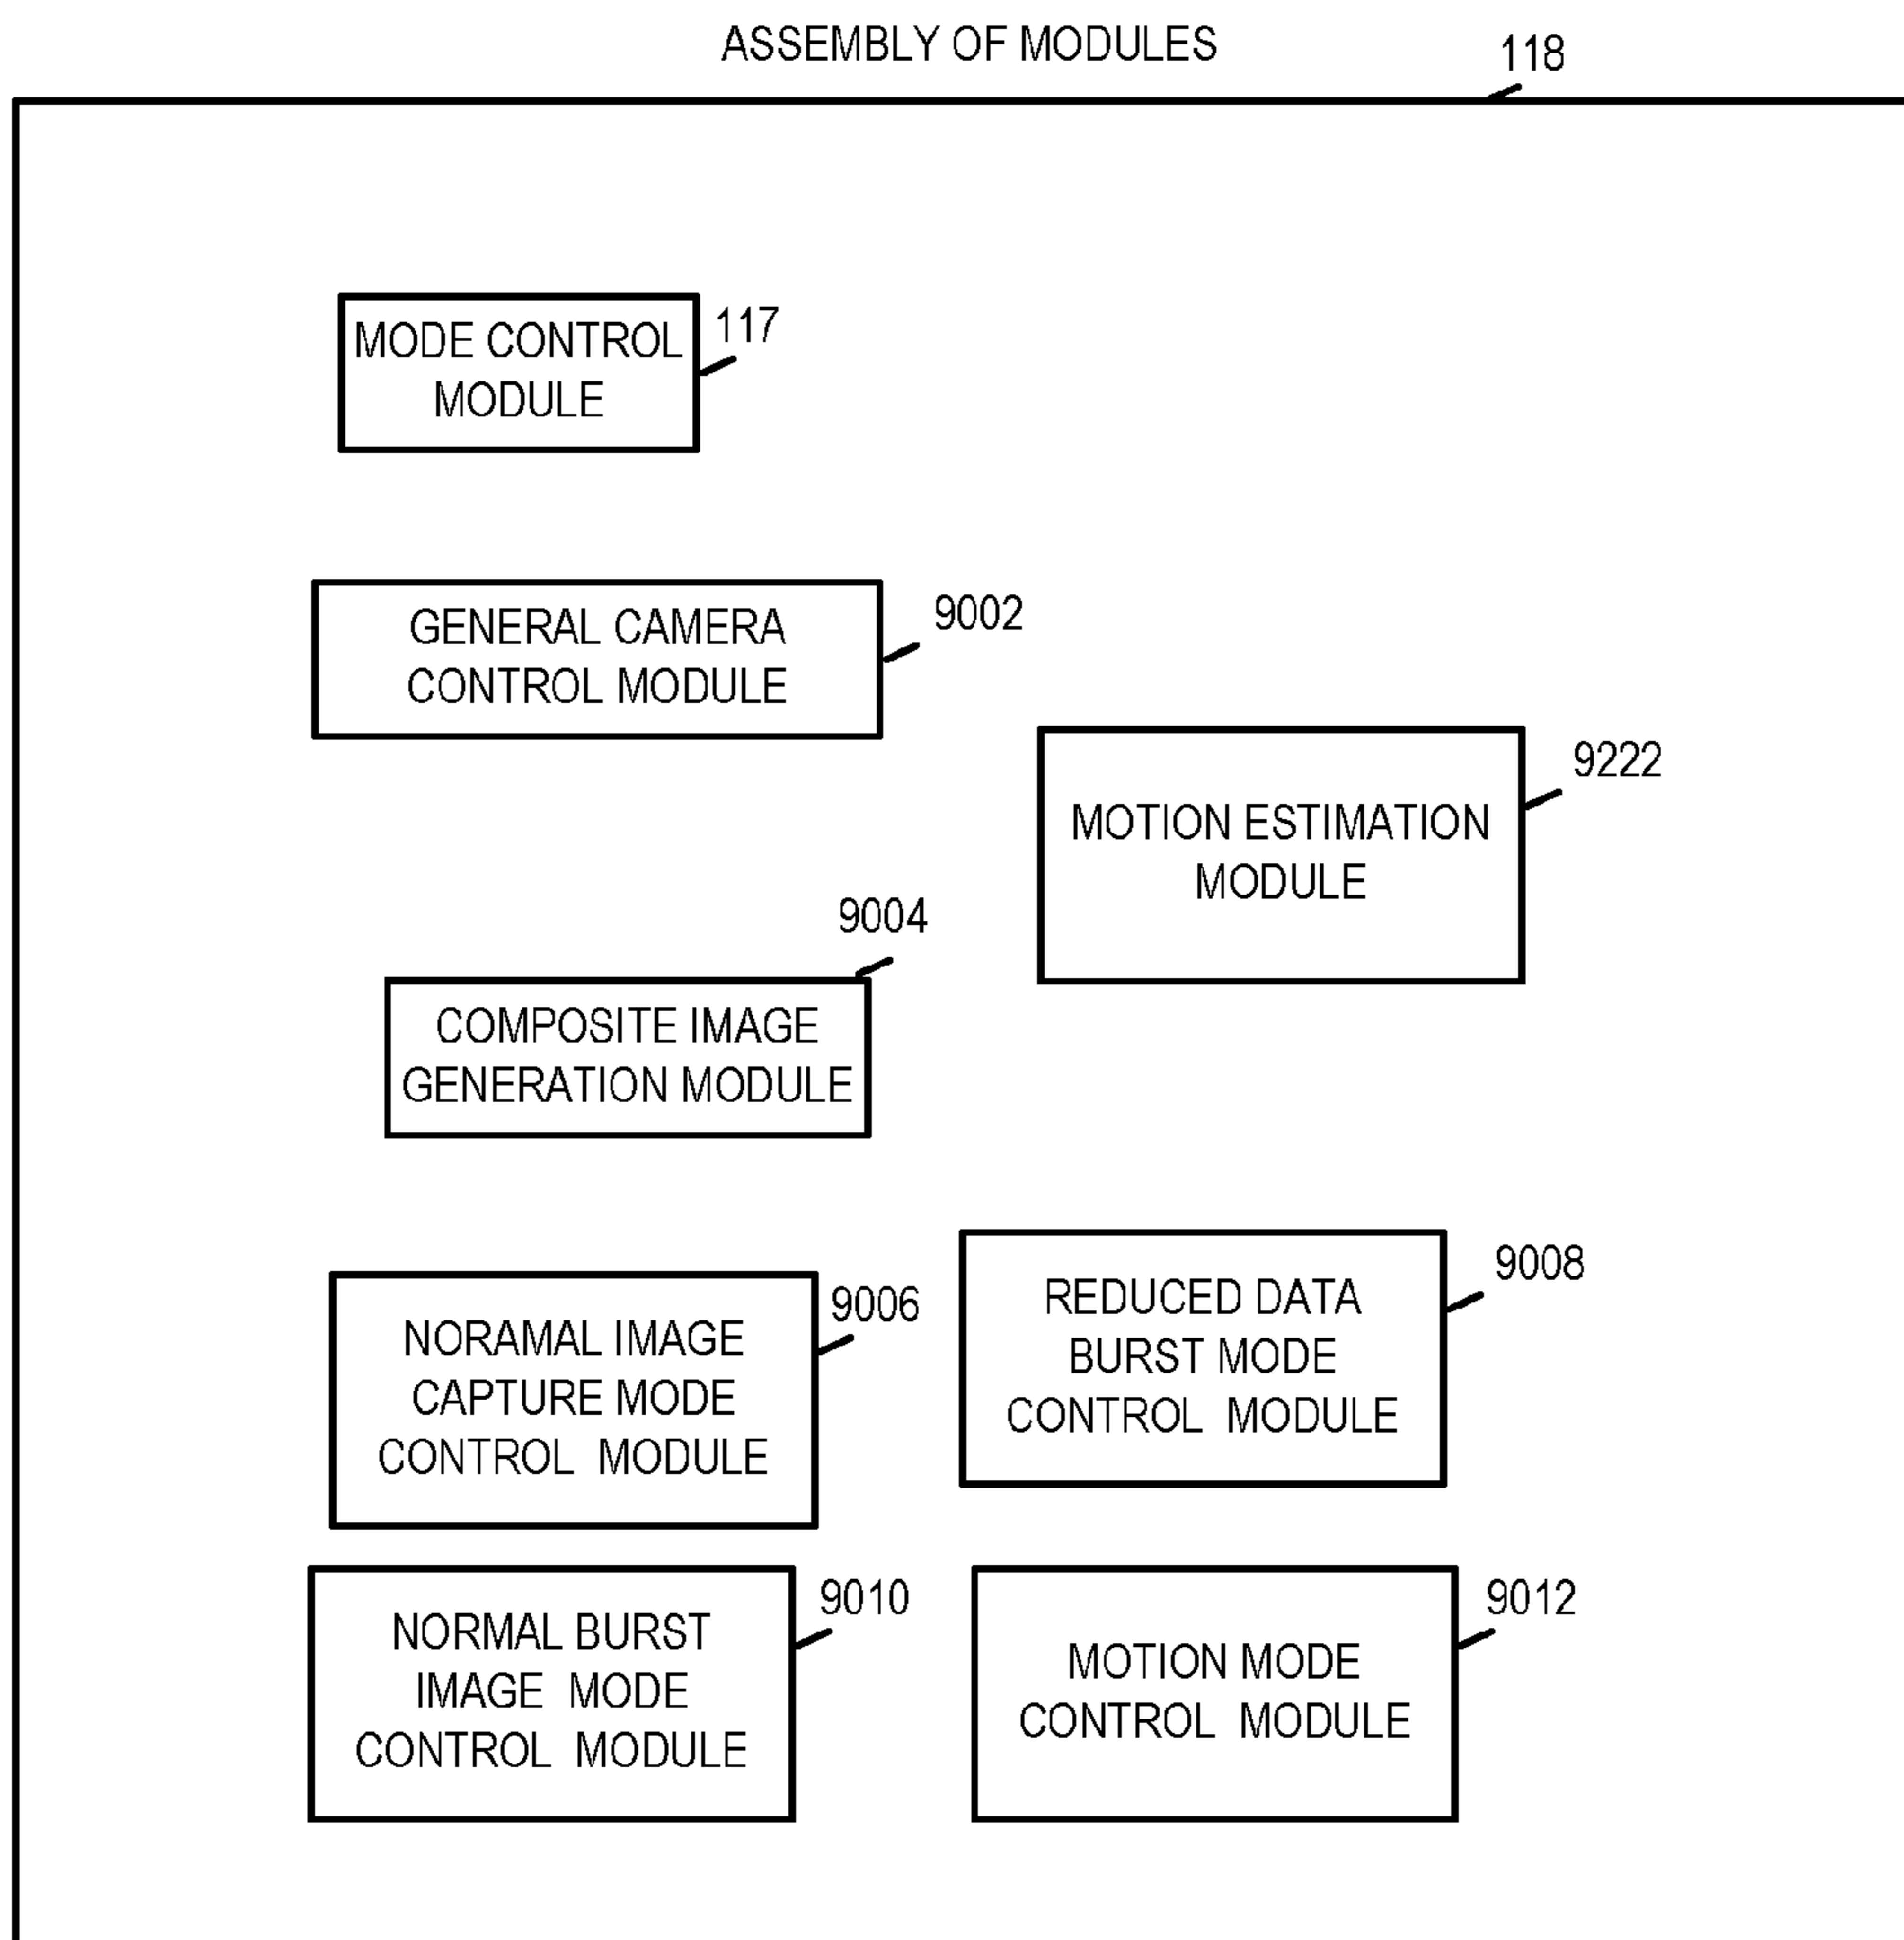 ASSEMBLY OF MODULES
118
MODE CONTROL
MODULE
117
GENERAL CAMERA
CONTROL MODULE
9002
MOTION ESTIMATION
MODULE
9222
9004
COMPOSITE IMAGE
GENERATION MODULE
NORAMAL IMAGE
CAPTURE MODE
CONTROL MODULE
9006
REDUCED DATA
BURST MODE
CONTROL MODULE
9008
NORMAL BURST
IMAGE MODE
CONTROL MODULE
9010
MOTION MODE
CONTROL MODULE
9012